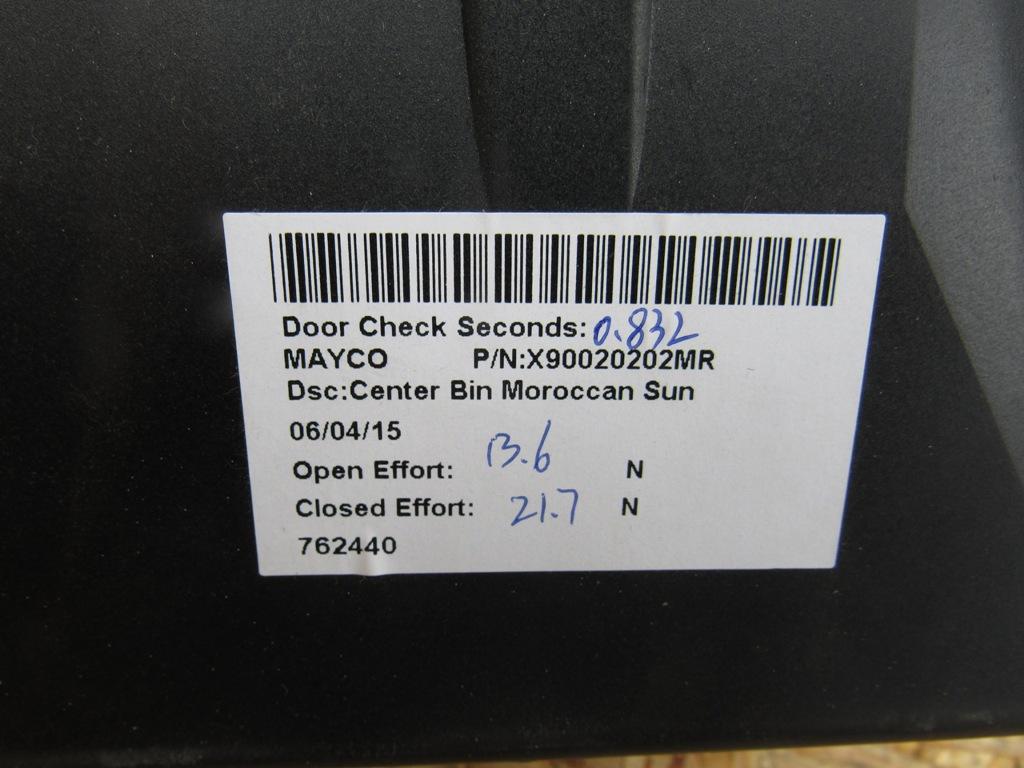 Door Check Seconds: 0.832
MAYCO P/N:X90020202MR
Dsc:Center Bin Moroccan Sun
06/04/15
Open Effort: 13.6 N
Closed Effort: 21.7 N
762440